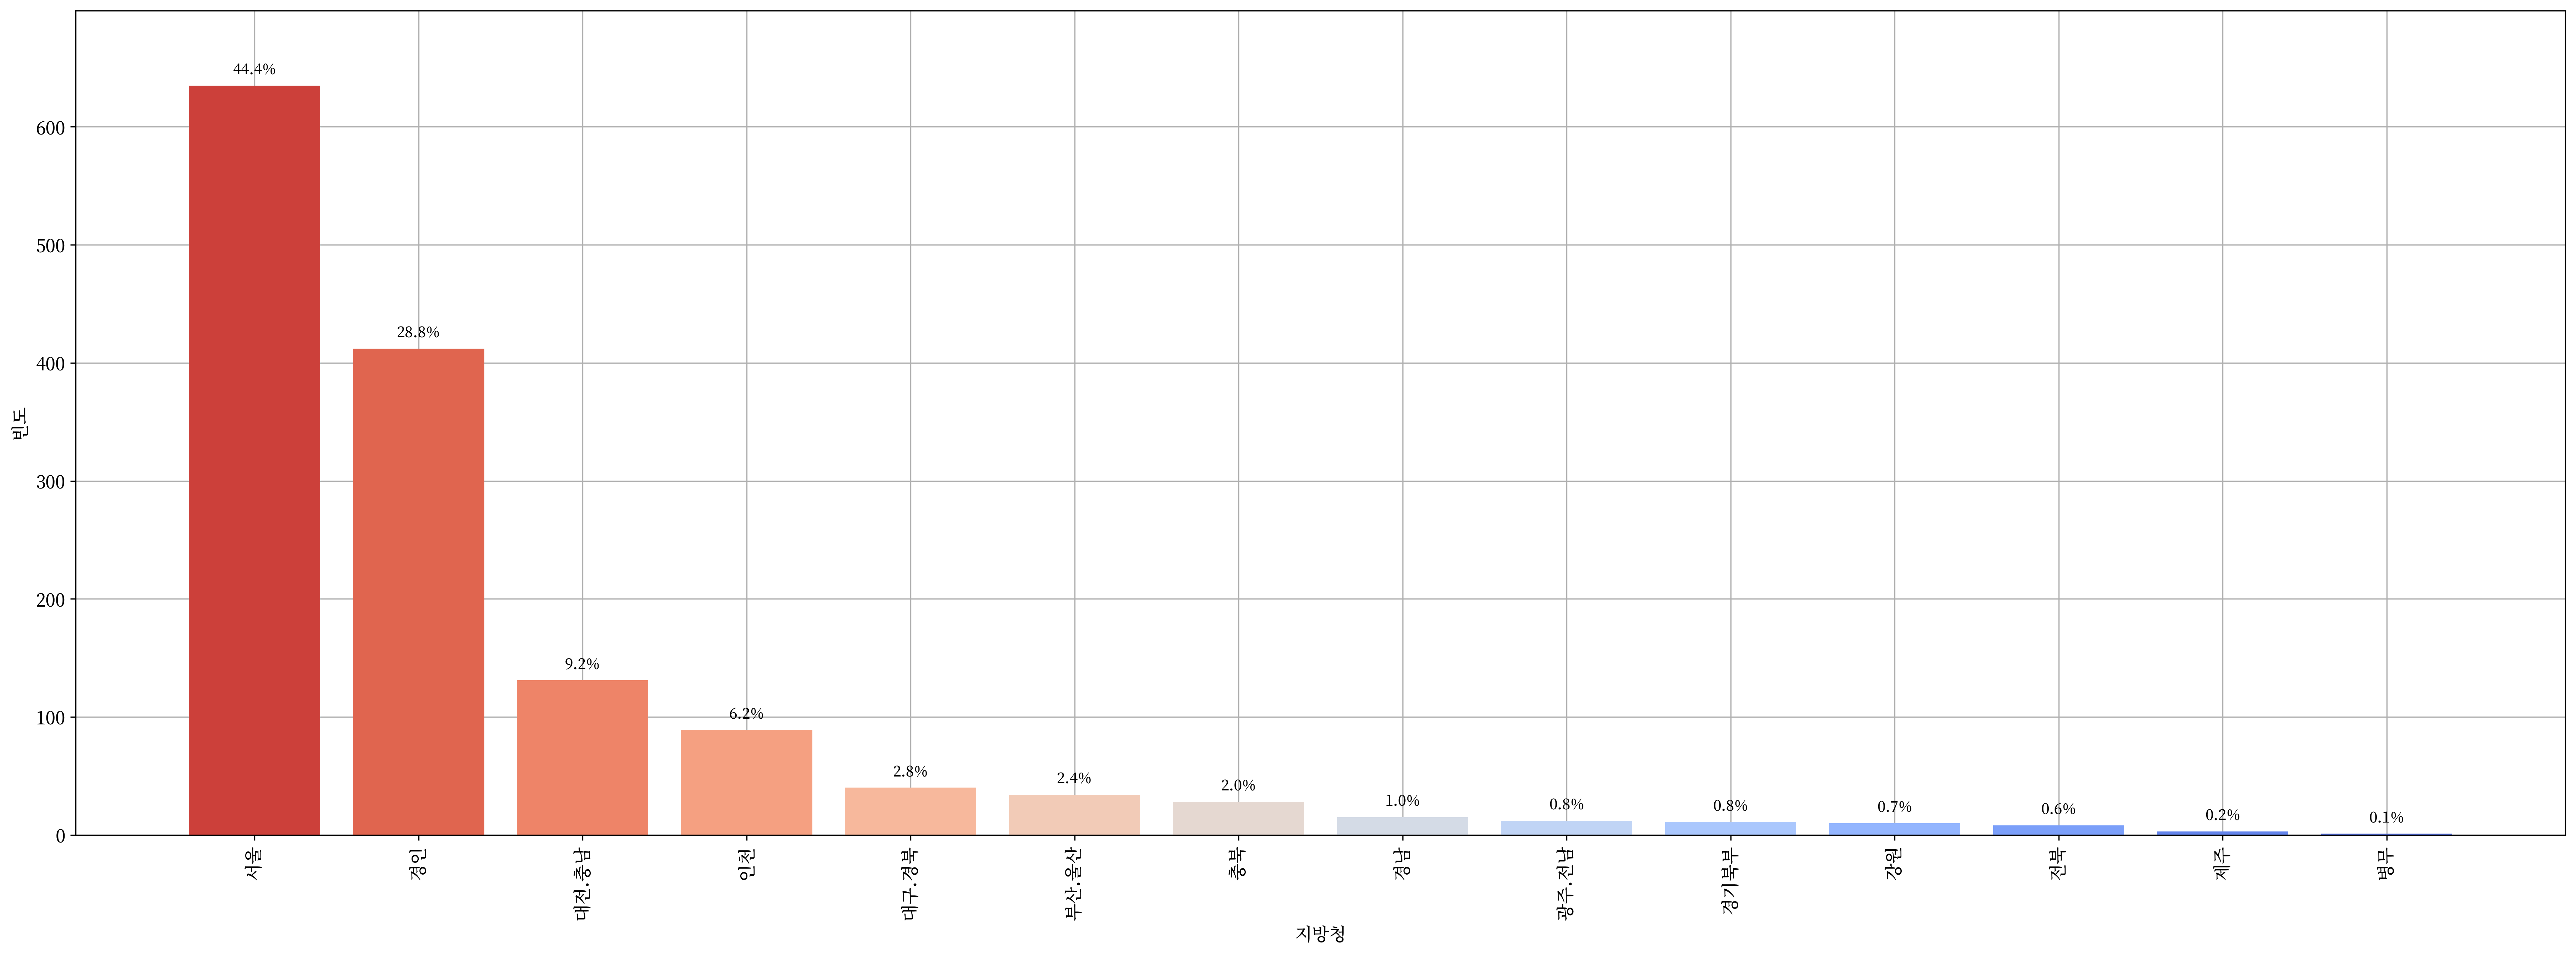 44.4%
28.8%
9.2%
6.2%
2.8%
2.4%
2.0%
1.0%
0.8%
0.8%
0.7%
0.6%
0.2%
0.1%
600
500
400
300
200
100
0
빈도
서울
경인
대전.충남
인천
대구.경북
부산.울산
충북
경남
광주.전남
경기북부
강원
전북
제주
병무
지방청